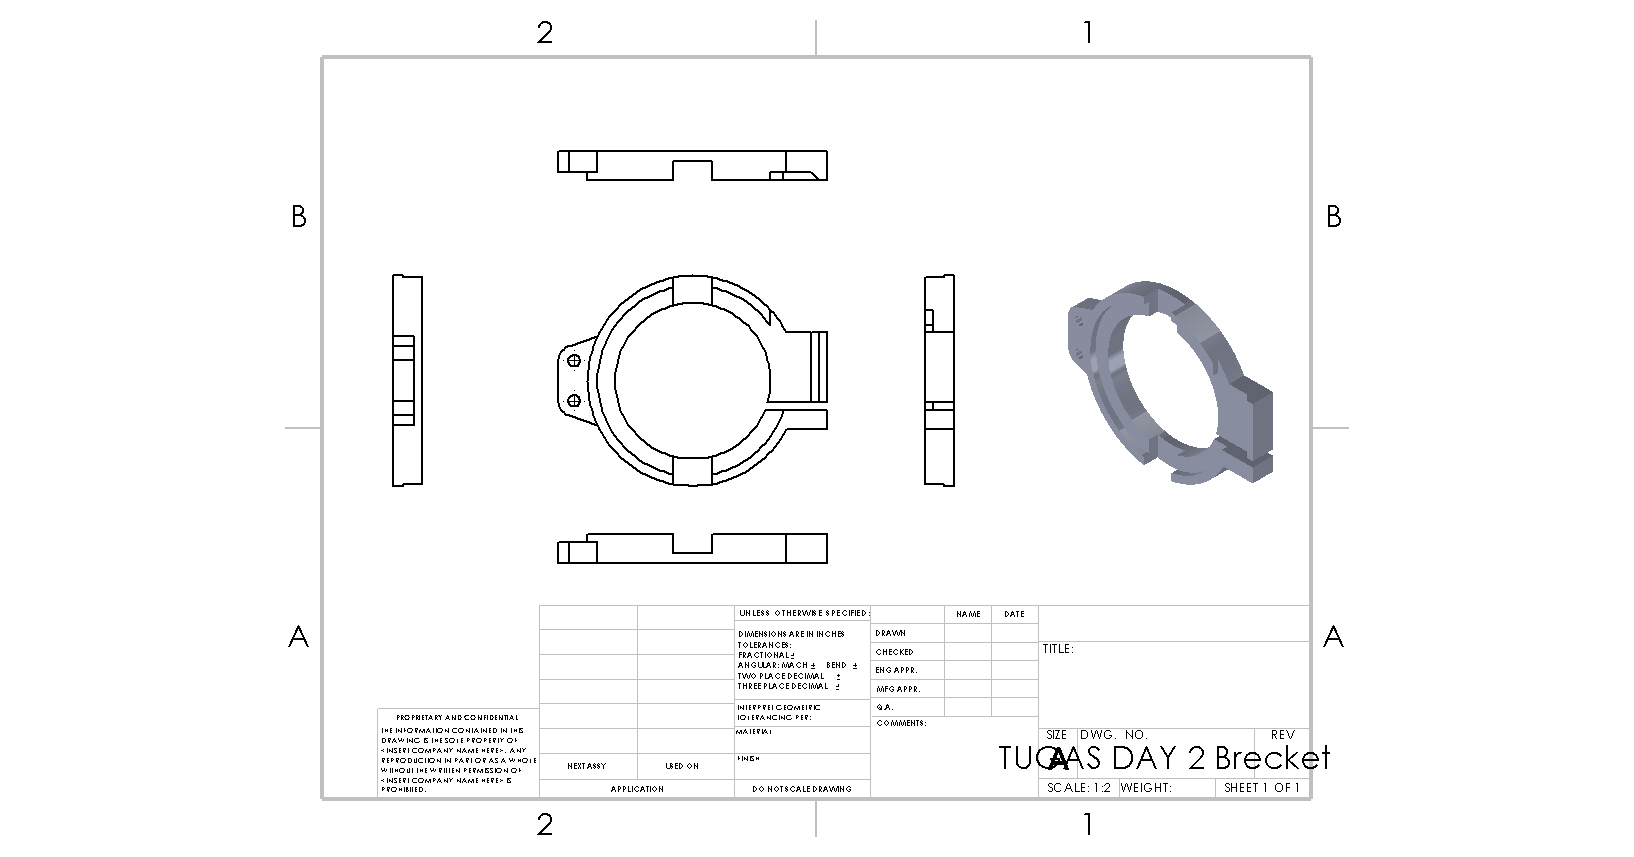 2 1
B B
A A
UNLESS OTHERWISE SPECIFIED:
DIMENSIONS ARE IN INCHES
TOLERANCES:
FRACTIONAL ±
ANGULAR: MACH ± BEND ±
TWO PLACE DECIMAL ±
THREE PLACE DECIMAL ±
INTERPRET GEOMETRIC
TOLERANCING PER:
MATERIAL
FINISH
DO NOT SCALE DRAWING
NAME DATE
DRAWN
CHECKED
ENG APPR.
MFG APPR.
Q.A.
COMMENTS:
TITLE:
SIZE DWG. NO. REV
A
TUGAS DAY 2 Brecket
SCALE: 1:2 WEIGHT: SHEET 1 OF 1
PROPRIETARY AND CONFIDENTIAL
THE INFORMATION CONTAINED IN THIS
DRAWING IS THE SOLE PROPERTY OF
<INSERT COMPANY NAME HERE>. ANY
REPRODUCTION IN PART OR AS A WHOLE
WITHOUT THE WRITTEN PERMISSION OF
<INSERT COMPANY NAME HERE> IS
PROHIBITED.
NEXT ASSY USED ON
APPLICATION
2 1